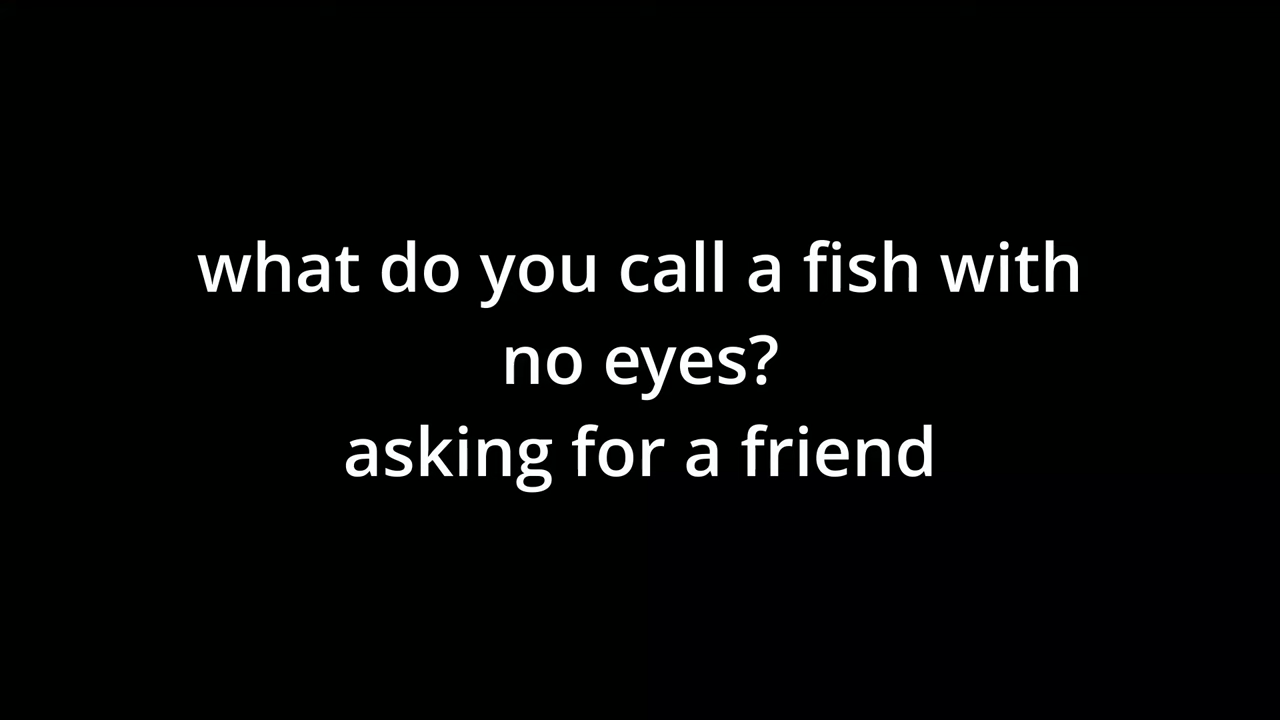 what do you call a fish with
no eyes?
asking for a friend